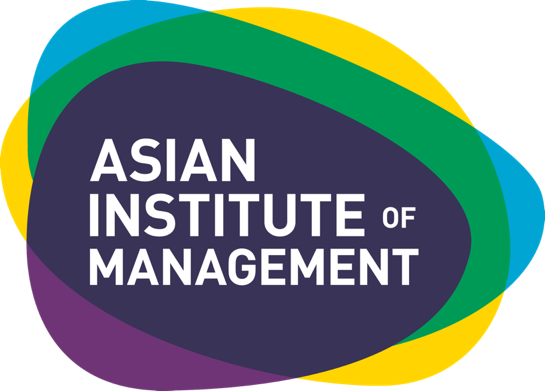 ASIAN
INSTITUTE OF
MANAGEMENT